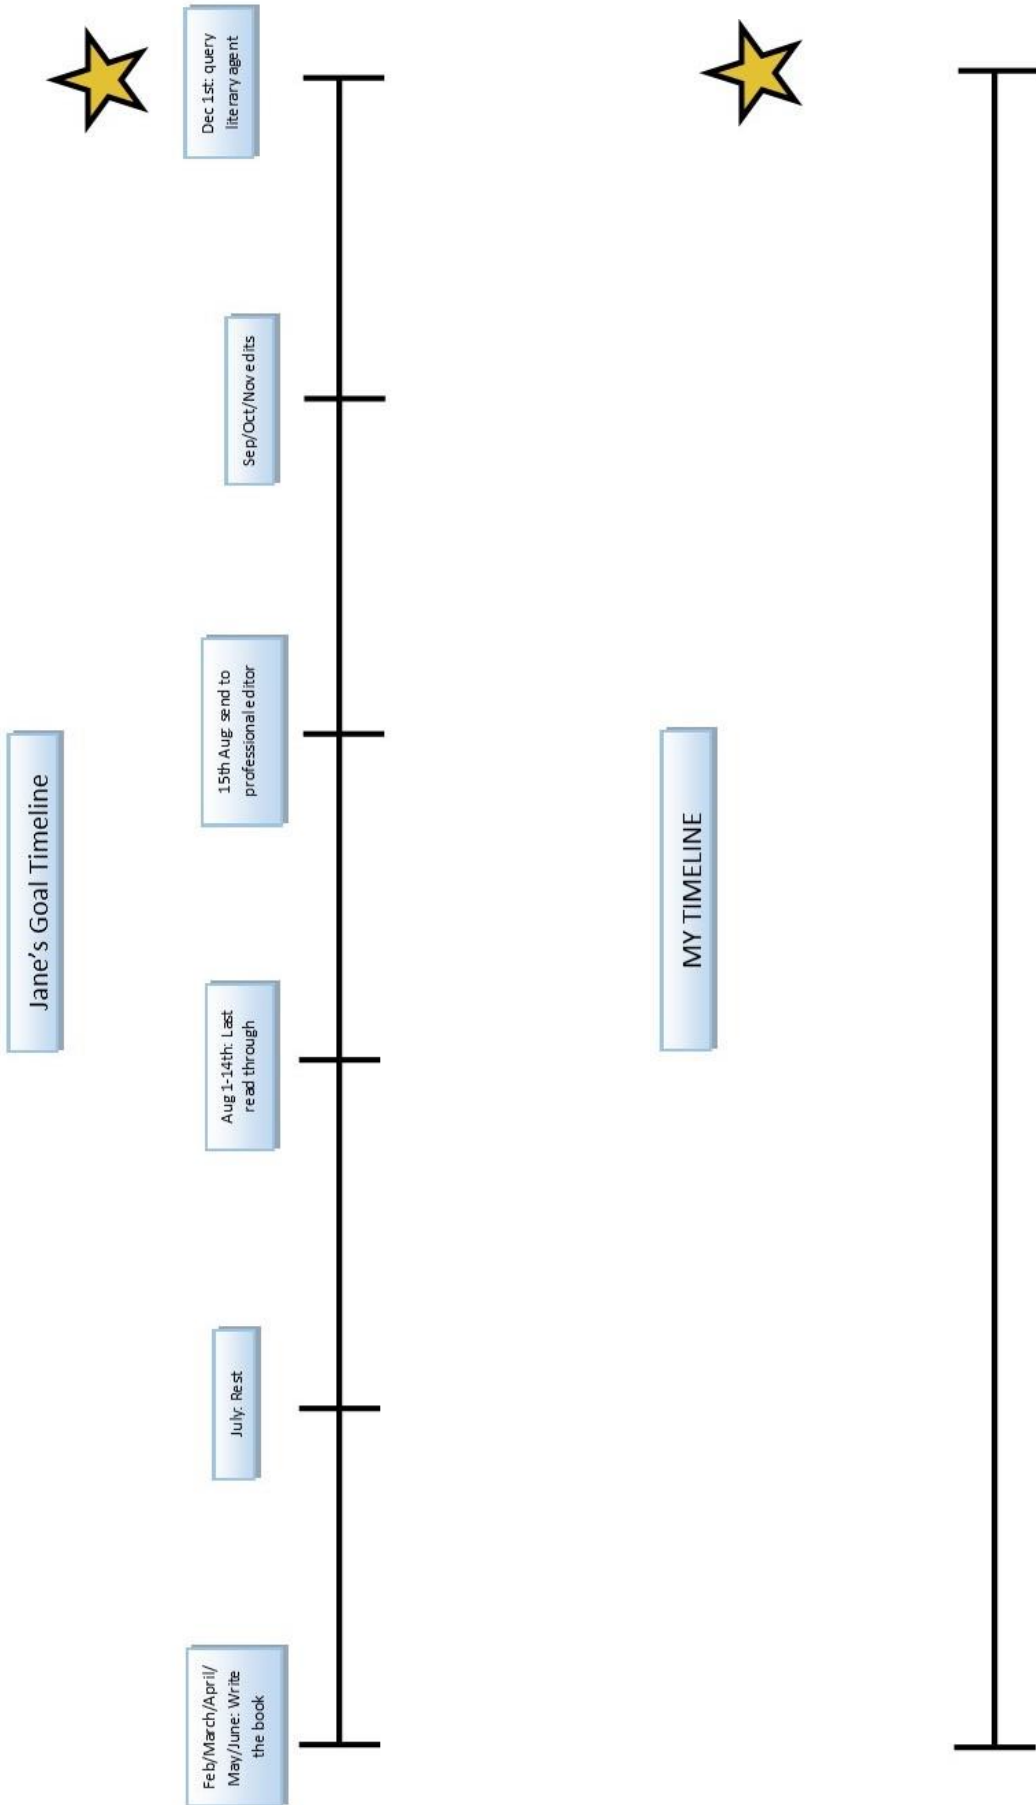 Jane's Goal Timeline
Feb/March/April/
May/June: Write
the book
July: Rest
Aug 1-14th: Last
read through
15th Aug: send to
professional editor
Sep/Oct/Nov edits
Dec 1st: query
literary agent
MY TIMELINE